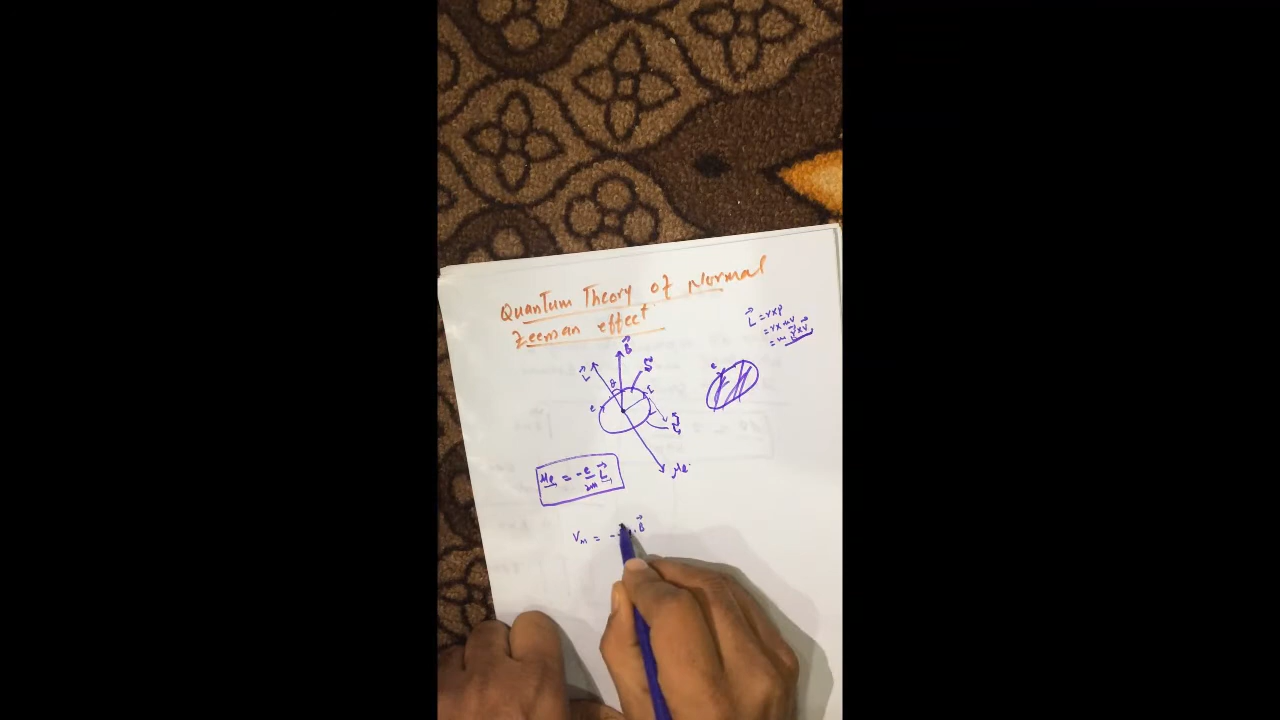 Quantum Theory of Normal
Zeeman effect
L⃗ = r×p
= r×mv
= m r⃗×v⃗
B⃗
L⃗
θ
e
r
e
μe
μe = -e/2m L⃗
Vm = - . B⃗